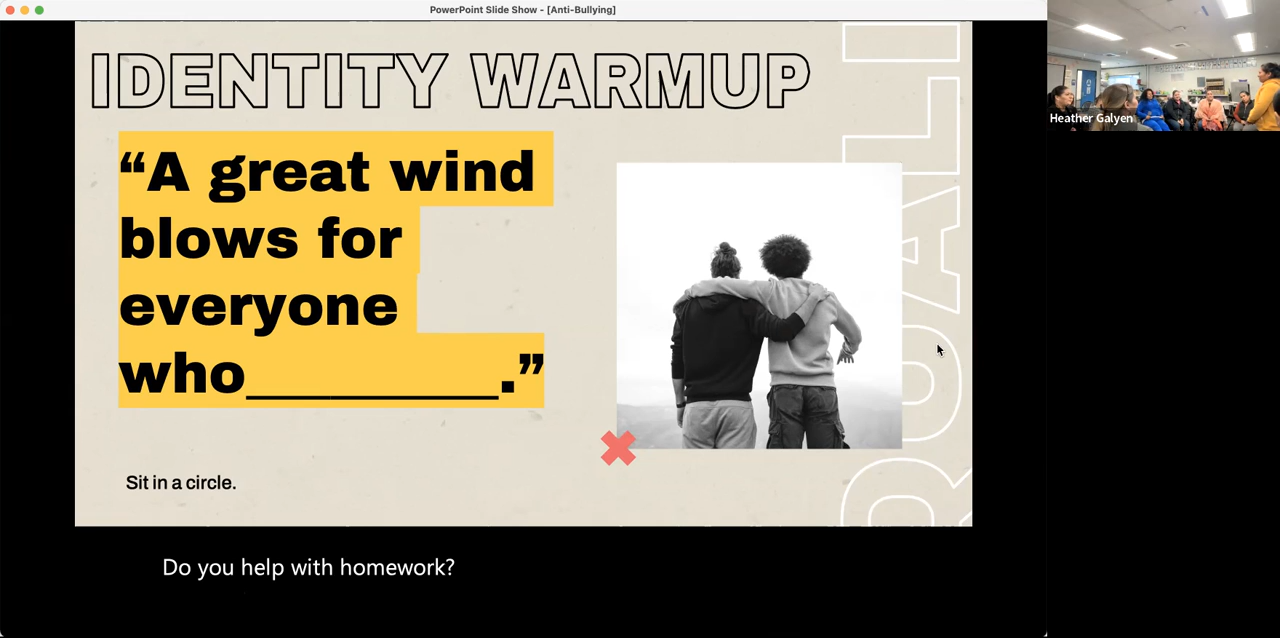 PowerPoint Slide Show - [Anti-Bullying]
IDENTITY WARMUP
“A great wind
blows for
everyone
who__________.”
Sit in a circle.
Do you help with homework?
Heather Galyen